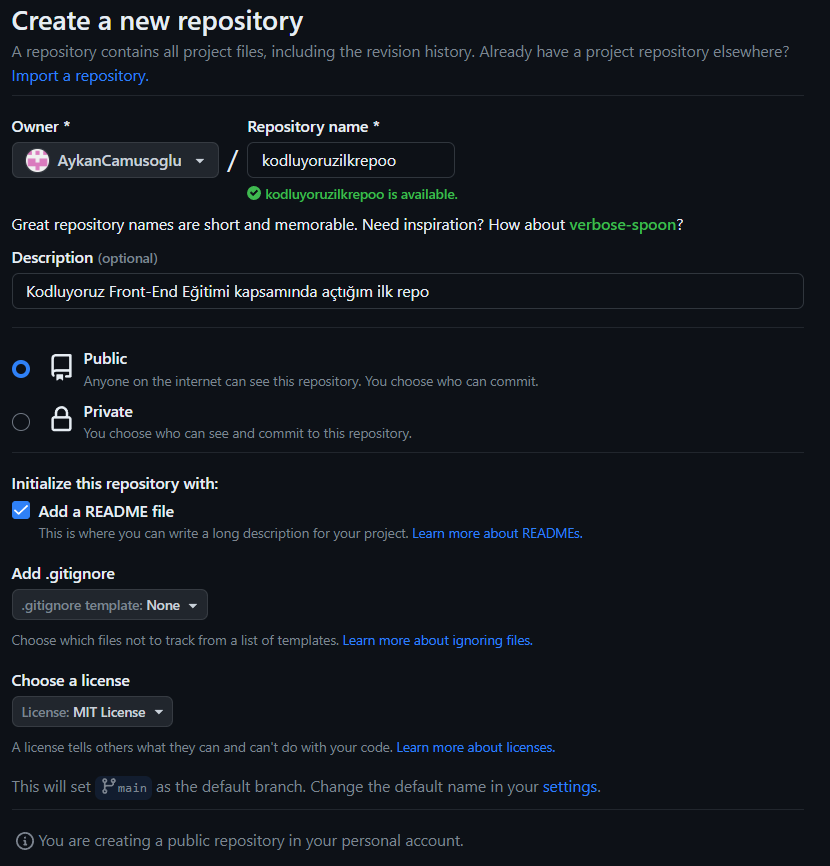 Create a new repository
A repository contains all project files, including the revision history. Already have a project repository elsewhere?
Import a repository.
Owner * Repository name *
AykanCamusoglu / kodluyoruzilkrepoo
kodluyoruzilkrepoo is available.
Great repository names are short and memorable. Need inspiration? How about verbose-spoon?
Description (optional)
Kodluyoruz Front-End Eğitimi kapsamında açtığım ilk repo
Public
Anyone on the internet can see this repository. You choose who can commit.
Private
You choose who can see and commit to this repository.
Initialize this repository with:
Add a README file
This is where you can write a long description for your project. Learn more about READMEs.
Add .gitignore
.gitignore template: None
Choose which files not to track from a list of templates. Learn more about ignoring files.
Choose a license
License: MIT License
A license tells others what they can and can't do with your code. Learn more about licenses.
This will set main as the default branch. Change the default name in your settings.
You are creating a public repository in your personal account.